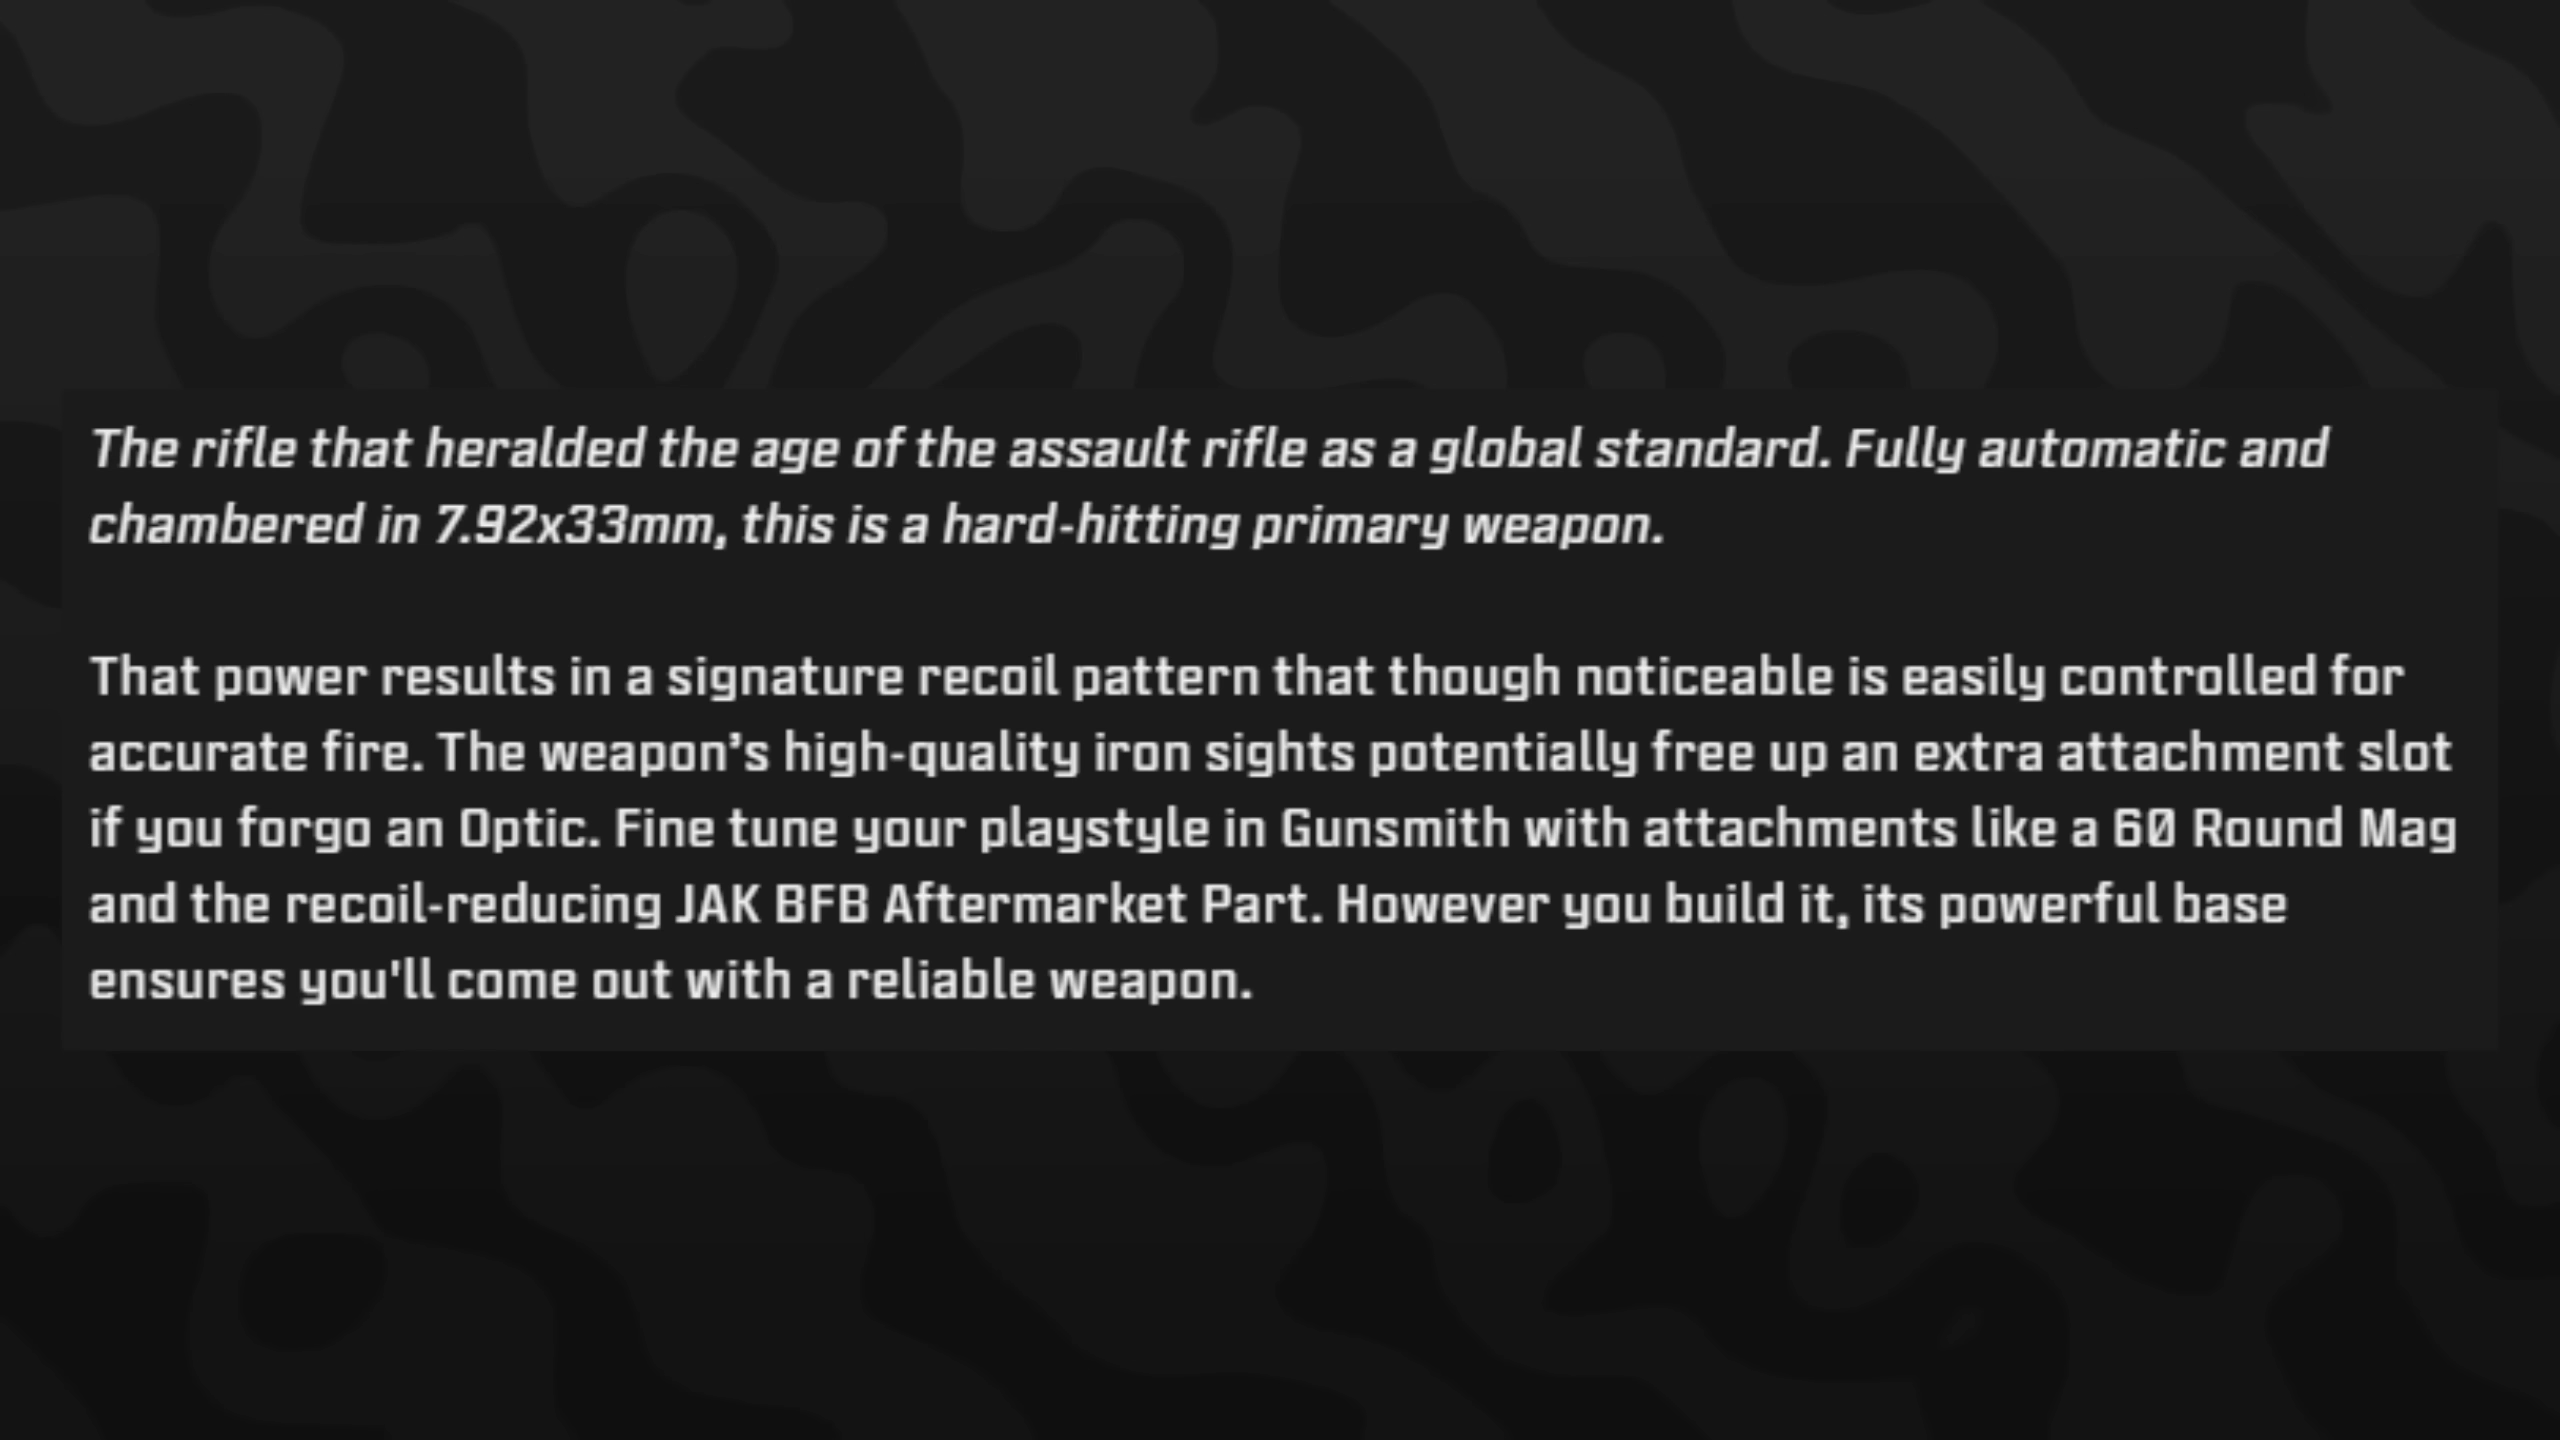 The rifle that heralded the age of the assault rifle as a global standard. Fully automatic and
chambered in 7.92x33mm, this is a hard-hitting primary weapon.
That power results in a signature recoil pattern that though noticeable is easily controlled for
accurate fire. The weapon’s high-quality iron sights potentially free up an extra attachment slot
if you forgo an Optic. Fine tune your playstyle in Gunsmith with attachments like a 60 Round Mag
and the recoil-reducing JAK BFB Aftermarket Part. However you build it, its powerful base
ensures you'll come out with a reliable weapon.